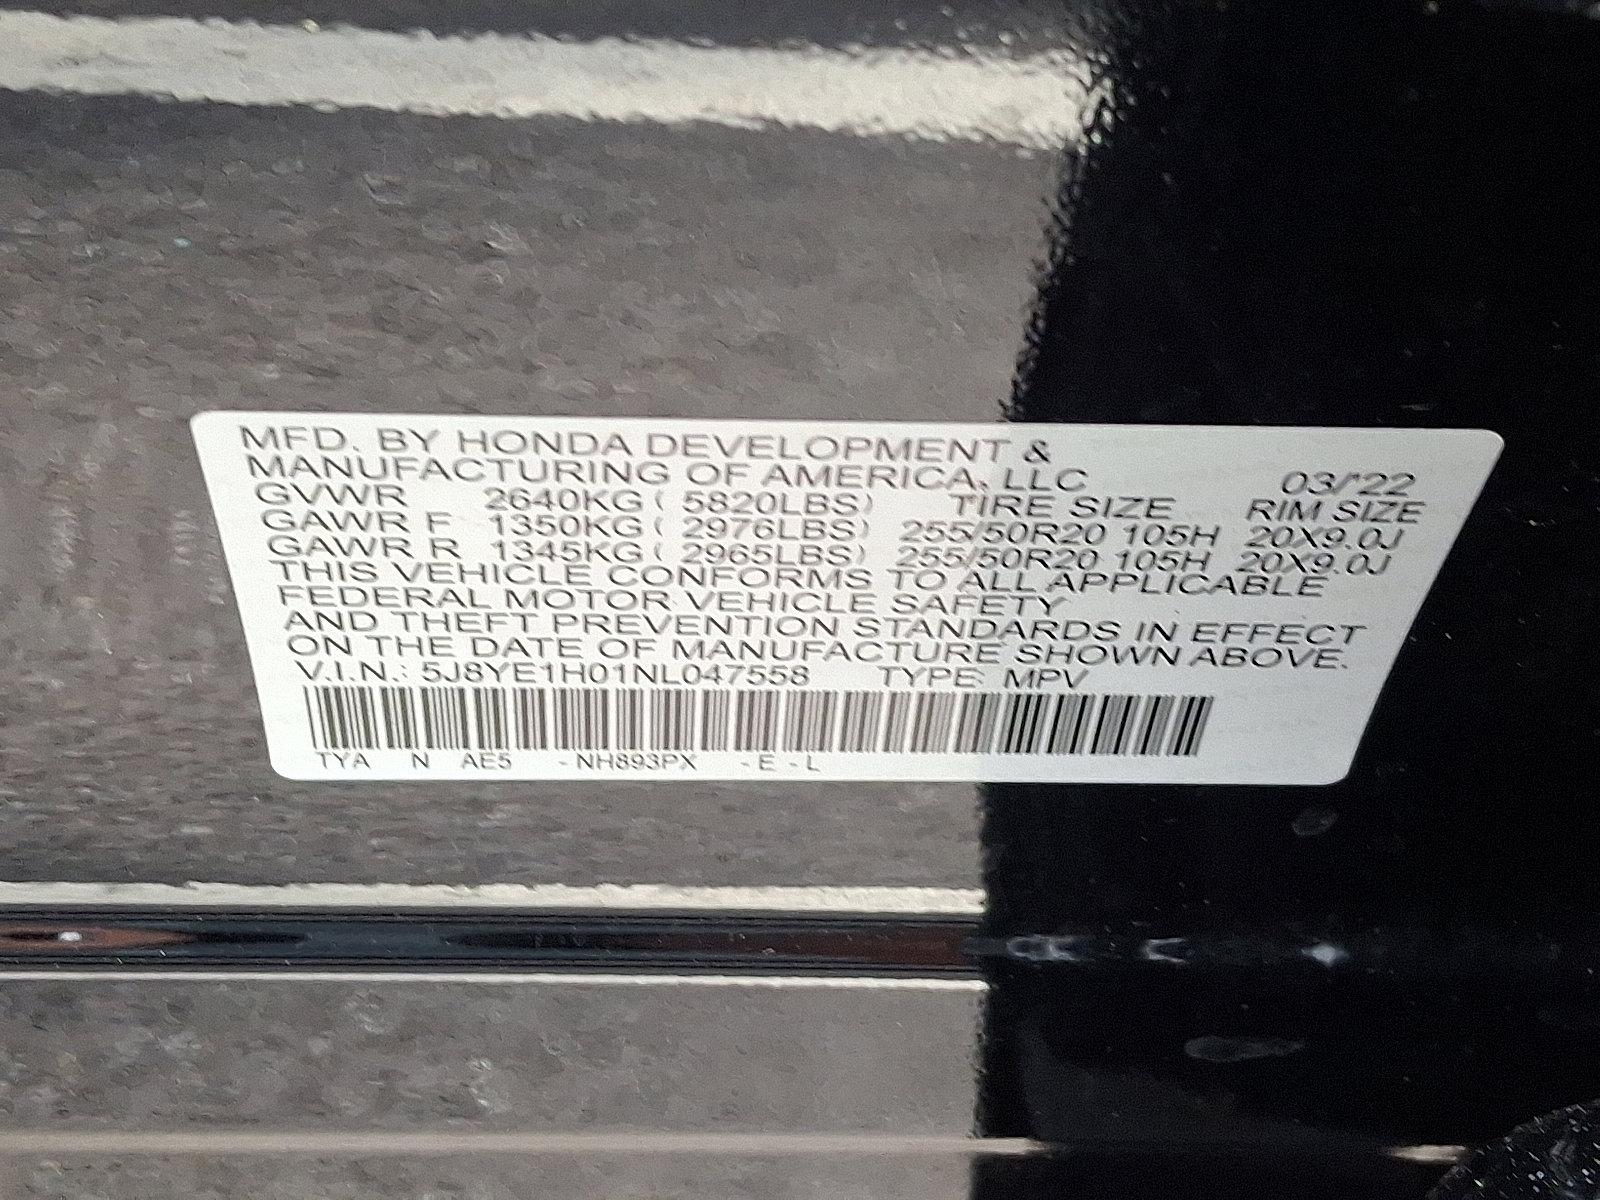 MFD. BY HONDA DEVELOPMENT &
MANUFACTURING OF AMERICA, LLC 03/'22
GVWR 2640KG ( 5820LBS) TIRE SIZE RIM SIZE
GAWR F 1350KG ( 2976LBS) 255/50R20 105H 20X9.0J
GAWR R 1345KG ( 2965LBS) 255/50R20 105H 20X9.0J
THIS VEHICLE CONFORMS TO ALL APPLICABLE
FEDERAL MOTOR VEHICLE SAFETY
AND THEFT PREVENTION STANDARDS IN EFFECT
ON THE DATE OF MANUFACTURE SHOWN ABOVE.
V.I.N.: 5J8YE1H01NL047558 TYPE: MPV
TYA N AE5 - NH893PX - E - L